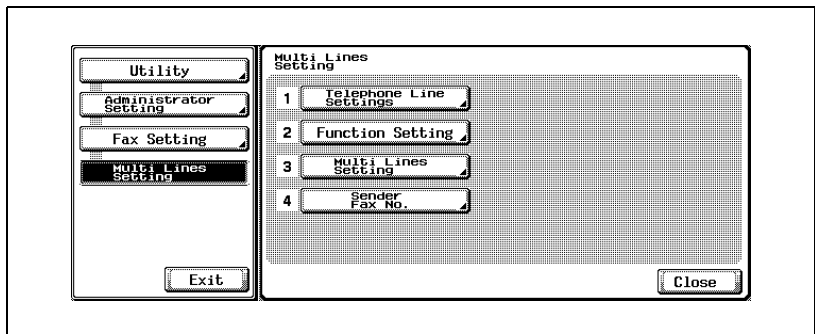 Utility
Administrator
Setting
Fax Setting
Multi Lines
Setting
Exit
Multi Lines
Setting
1 Telephone Line
Settings
2 Function Setting
3 Multi Lines
Setting
4 Sender
Fax No.
Close